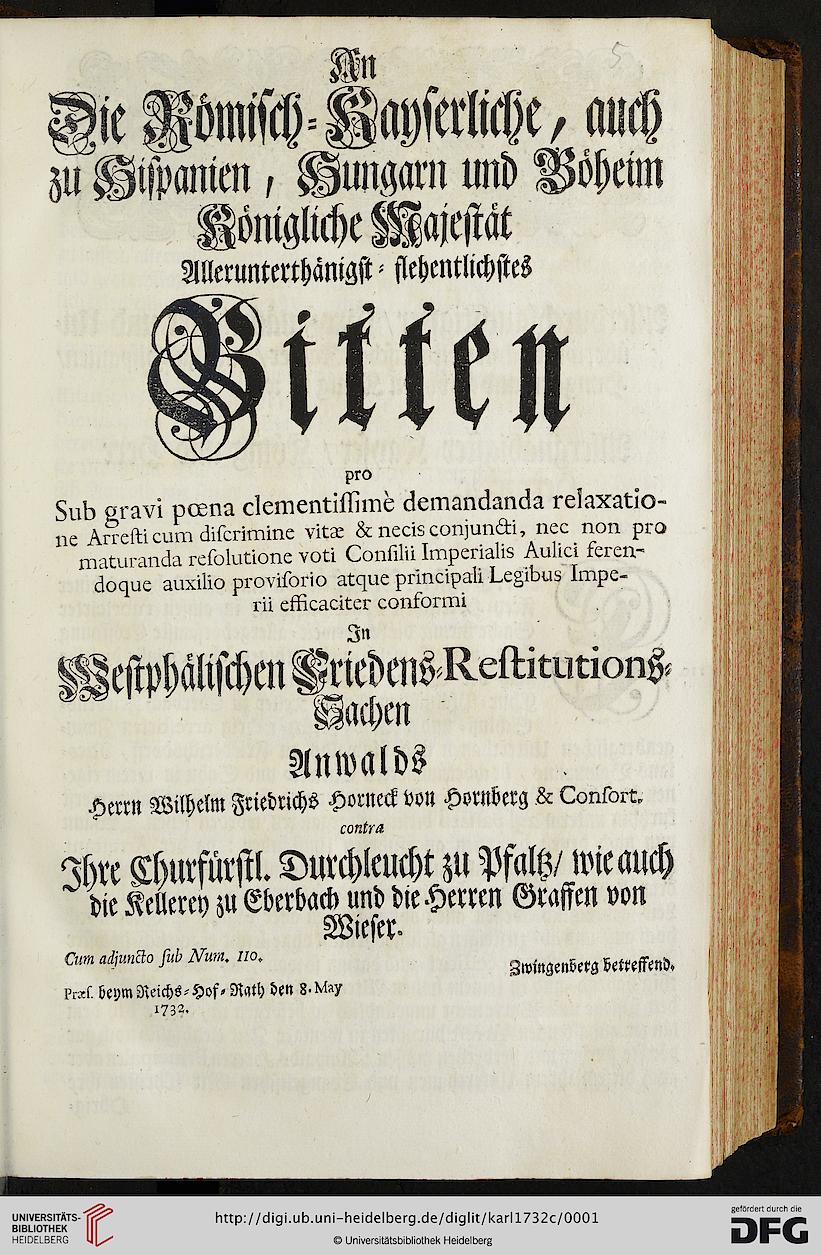 5
An
Die Römisch-Kayserliche, auch
zu Hispanien, Hungarn und Böheim
Königliche Majestät
Allerunterthänigst-flehentlichstes
Bitten
pro
Sub gravi pœna clementissimè demandanda relaxatio-
ne Arresti cum discrimine vitæ & necis conjuncti, nec non pro
maturanda resolutione voti Consilii Imperialis Aulici feren-
doque auxilio provisorio atque principali Legibus Impe-
rii efficaciter conformi
In
Westphälischen Friedens-Restitutions-
Sachen
Anwalds
Herrn Wilhelm Friedrichs Horneck von Hornberg & Consort.
contra
Ihre Churfürstl. Durchleucht zu Pfaltz/ wie auch
die Kellerey zu Eberbach und die Herren Graffen von
Wieser.
Cum adjuncto sub Num. 110.
Zwingenberg betreffend.
Præs. beym Reichs-Hof-Rath den 8. May
1732.
UNIVERSITÄTS-
BIBLIOTHEK
HEIDELBERG
http://digi.ub.uni-heidelberg.de/diglit/karl1732c/0001
© Universitätsbibliothek Heidelberg
gefördert durch die
DFG